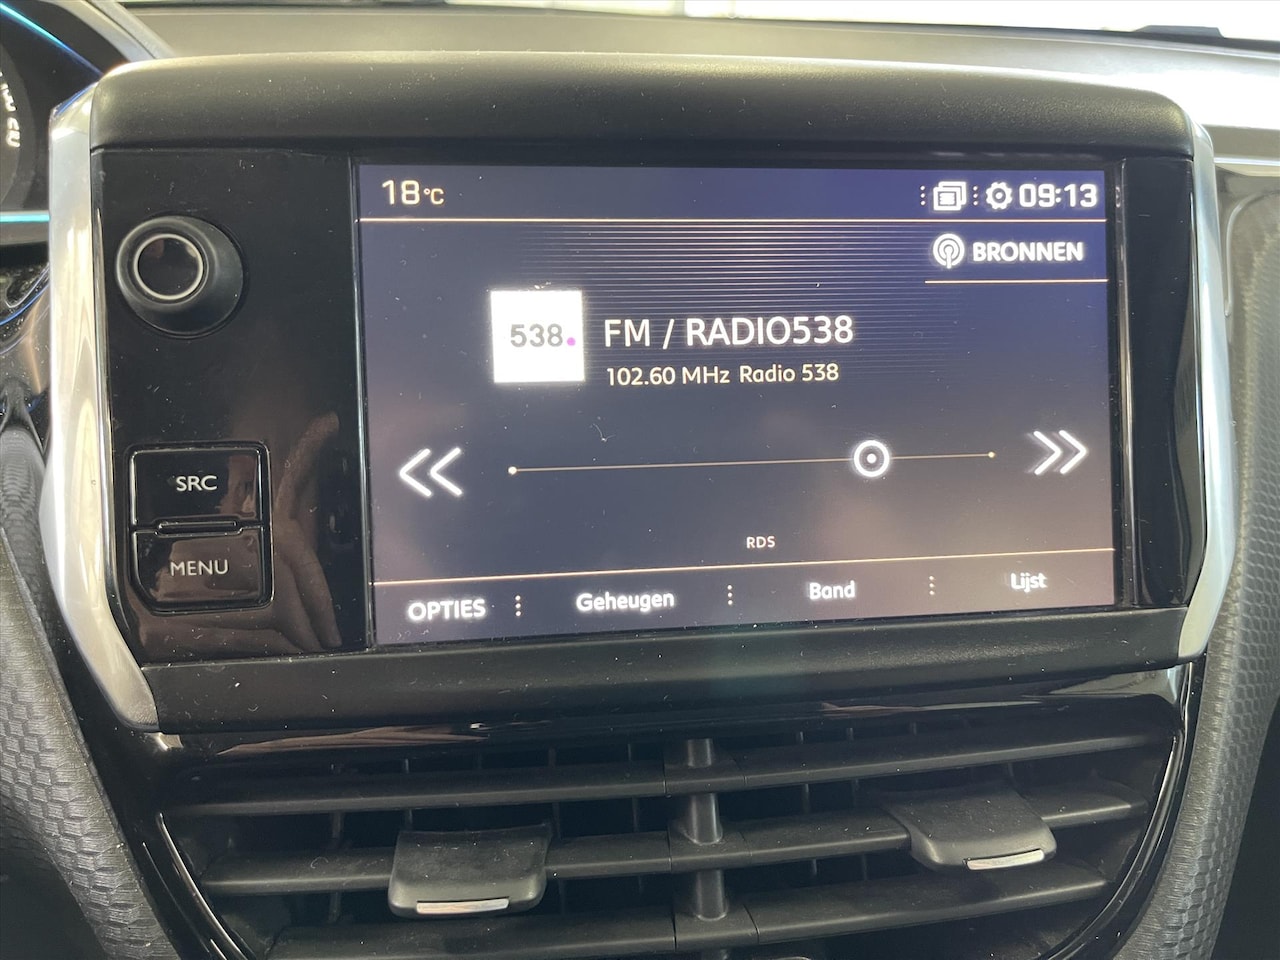 18°C
09:13
BRONNEN
538.
FM / RADIO538
102.60 MHz Radio 538
SRC
MENU
RDS
OPTIES
Geheugen
Band
Lijst